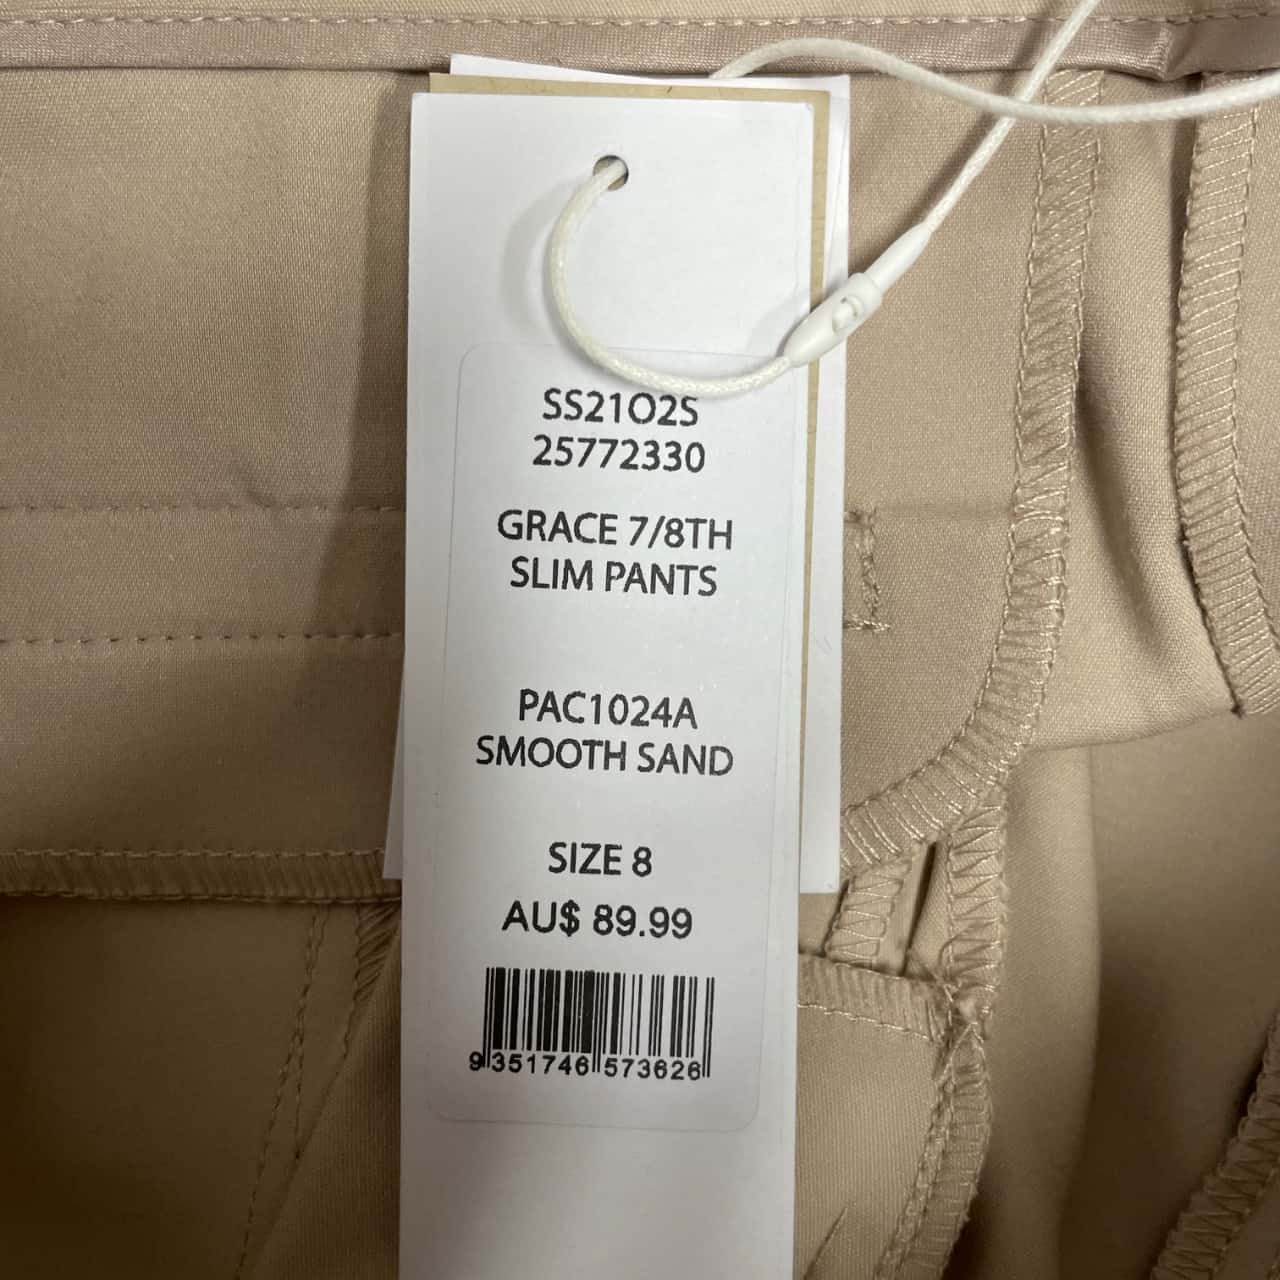 SS21O2S
25772330
GRACE 7/8TH
SLIM PANTS
PAC1024A
SMOOTH SAND
SIZE 8
AU$ 89.99
9 351746 573626